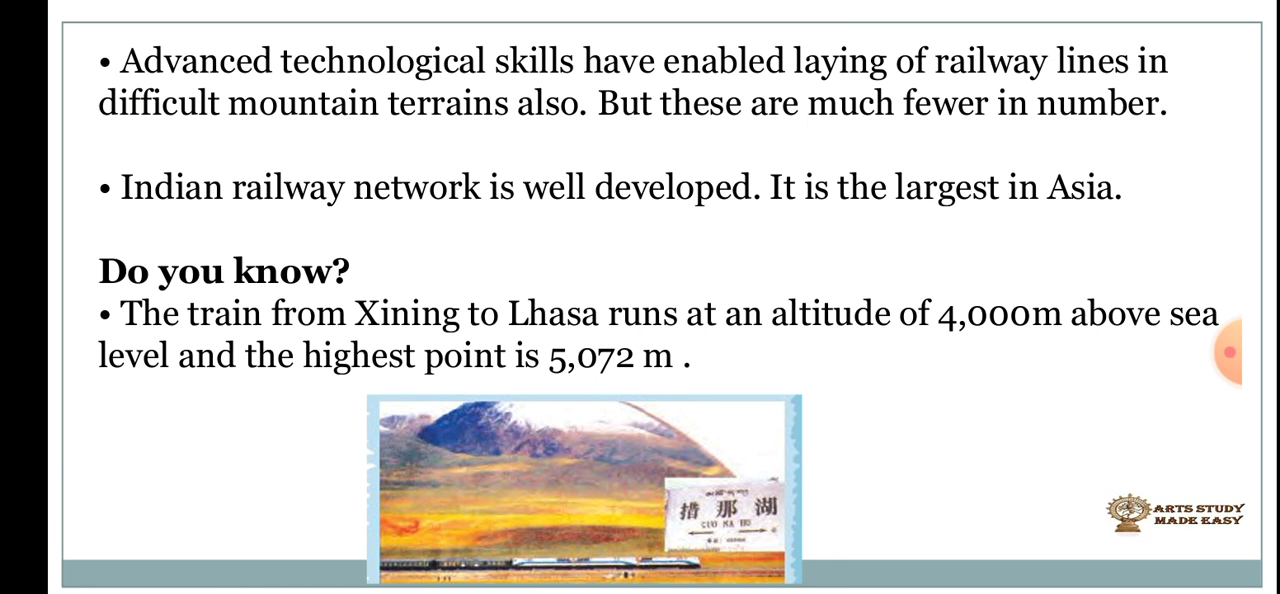 • Advanced technological skills have enabled laying of railway lines in
difficult mountain terrains also. But these are much fewer in number.
• Indian railway network is well developed. It is the largest in Asia.
Do you know?
• The train from Xining to Lhasa runs at an altitude of 4,000m above sea
level and the highest point is 5,072 m .
措 那 湖
CUO NA HU
ARTS STUDY
MADE EASY